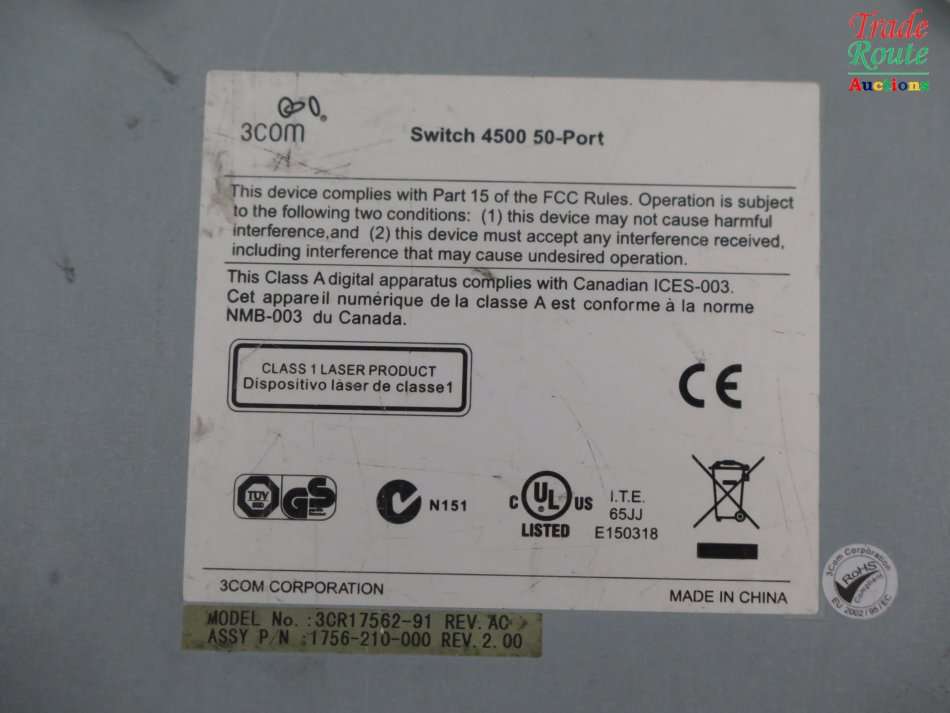 Trade
Route
Auctions
3COM
Switch 4500 50-Port
This device complies with Part 15 of the FCC Rules. Operation is subject
to the following two conditions: (1) this device may not cause harmful
interference,and (2) this device must accept any interference received,
including interference that may cause undesired operation.
This Class A digital apparatus complies with Canadian ICES-003.
Cet appareil numérique de la classe A est conforme à la norme
NMB-003 du Canada.
CLASS 1 LASER PRODUCT
Dispositivo làser de classe1
CE
TUV GS
N151
C UL US
LISTED
I.T.E.
65JJ
E150318
3COM CORPORATION
MADE IN CHINA
3Com Corporation
RoHS
Compliant
EU 2002 / 95 / EC
MODEL No.:3CR17562-91 REV.AC
ASSY P/N :1756-210-000 REV.2.00